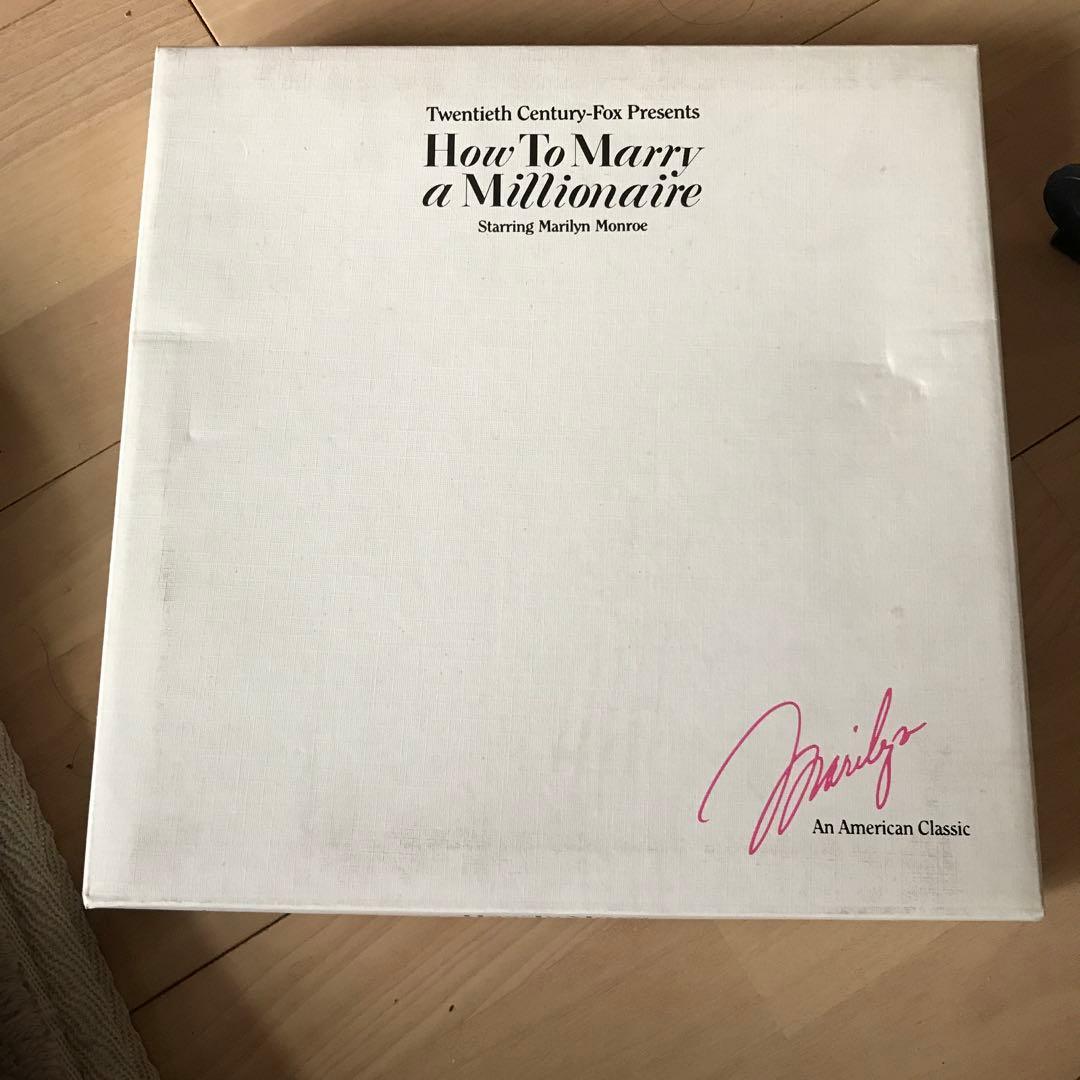 Twentieth Century-Fox Presents
How To Marry
a Millionaire
Starring Marilyn Monroe
Marilyn
An American Classic